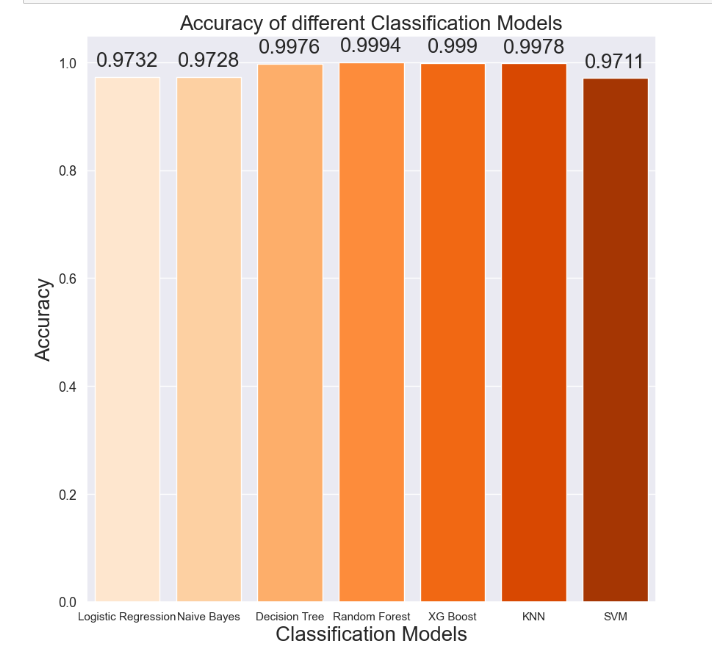 Accuracy of different Classification Models
0.9732 0.9728 0.9976 0.9994 0.999 0.9978 0.9711
1.0
0.8
0.6
0.4
0.2
0.0
Accuracy
Logistic Regression Naive Bayes Decision Tree Random Forest XG Boost KNN SVM
Classification Models